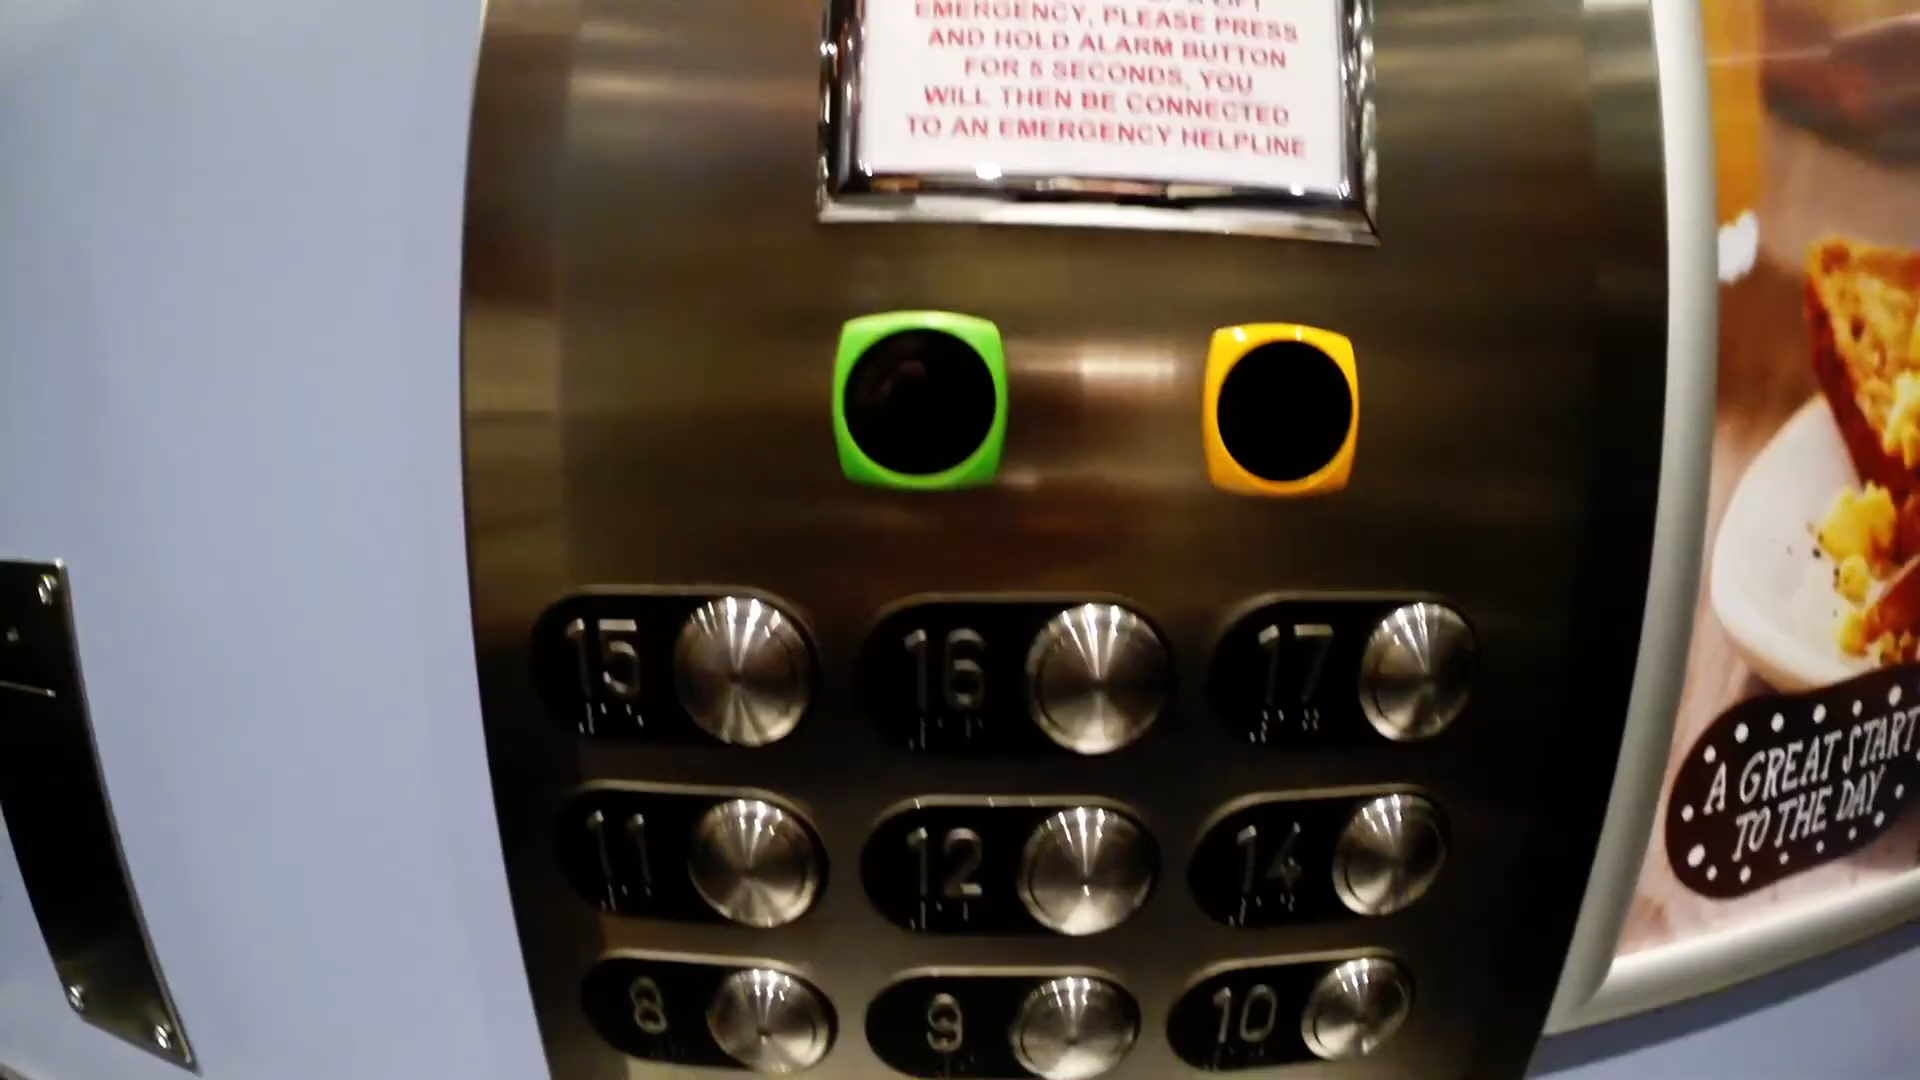 EMERGENCY, PLEASE PRESS
AND HOLD ALARM BUTTON
FOR 5 SECONDS, YOU
WILL THEN BE CONNECTED
TO AN EMERGENCY HELPLINE
15 16 17
11 12 14
8 9 10
A GREAT START
TO THE DAY